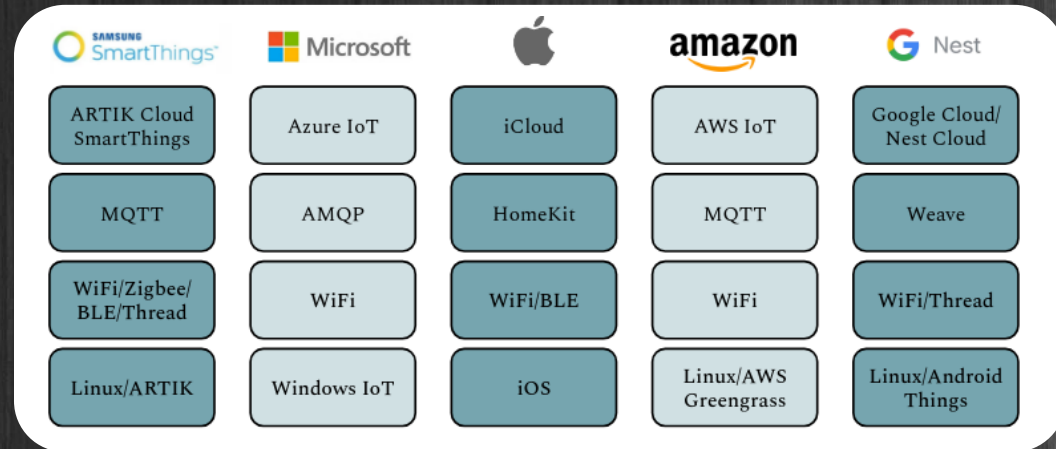 SAMSUNG
SmartThings
Microsoft
amazon
G Nest
ARTIK Cloud
SmartThings
Azure IoT
iCloud
AWS IoT
Google Cloud/
Nest Cloud
MQTT
AMQP
HomeKit
MQTT
Weave
WiFi/Zigbee/
BLE/Thread
WiFi
WiFi/BLE
WiFi
WiFi/Thread
Linux/ARTIK
Windows IoT
iOS
Linux/AWS
Greengrass
Linux/Android
Things